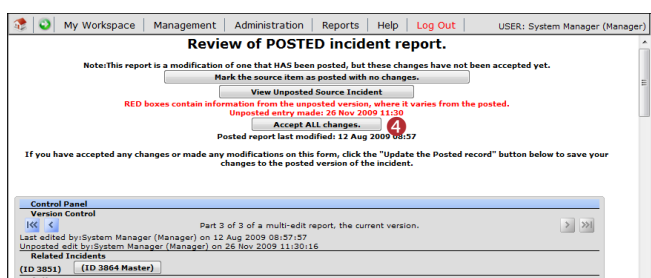 My Workspace Management Administration Reports Help Log Out USER: System Manager (Manager)
Review of POSTED incident report.
Note:This report is a modification of one that HAS been posted, but these changes have not been accepted yet.
Mark the source item as posted with no changes.
View Unposted Source Incident
RED boxes contain information from the unposted version, where it varies from the posted.
Unposted entry made: 26 Nov 2009 11:30
Accept ALL changes. 4
Posted report last modified: 12 Aug 2009 08:57
If you have accepted any changes or made any modifications on this form, click the "Update the Posted record" button below to save your
changes to the posted version of the incident.
Control Panel
Version Control
Part 3 of 3 of a multi-edit report, the current version.
Last edited by:System Manager (Manager) on 12 Aug 2009 08:57:57
Unposted edit by:System Manager (Manager) on 26 Nov 2009 11:30:16
Related Incidents
(ID 3851) (ID 3864 Master)